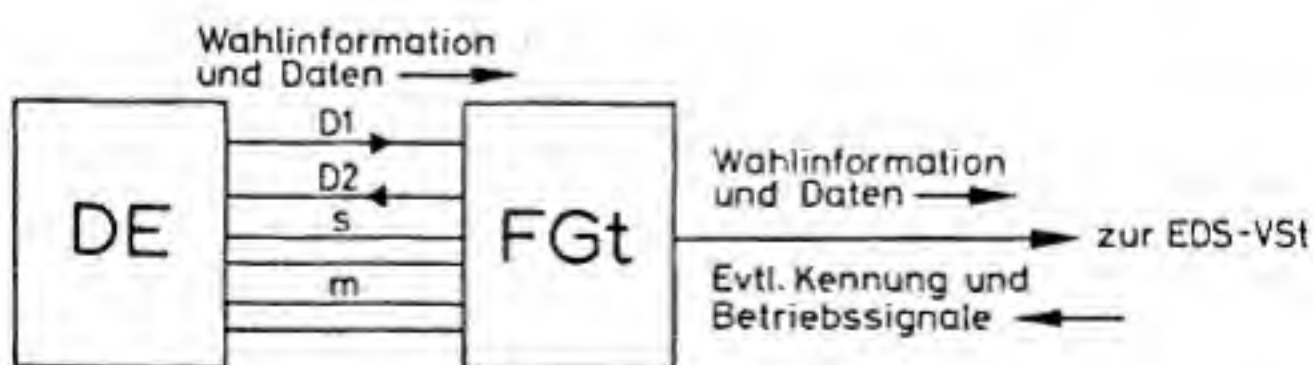 Wahlinformation
und Daten
D1
D2
s
m
DE
FGt
Wahlinformation
und Daten
zur EDS-VSt
Evtl. Kennung und
Betriebssignale